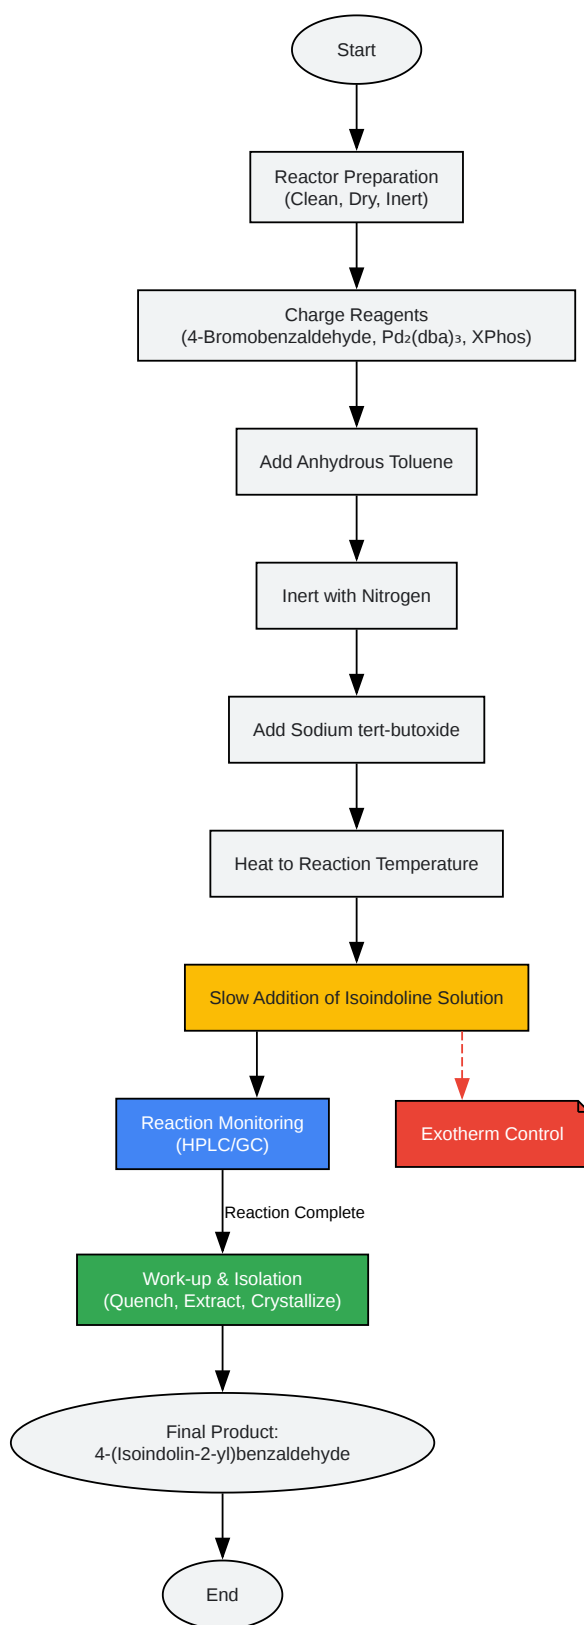 Start
Reactor Preparation
(Clean, Dry, Inert)
Charge Reagents
(4-Bromobenzaldehyde, Pd₂(dba)₃, XPhos)
Add Anhydrous Toluene
Inert with Nitrogen
Add Sodium tert-butoxide
Heat to Reaction Temperature
Slow Addition of Isoindoline Solution
Reaction Monitoring
(HPLC/GC)
Exotherm Control
Reaction Complete
Work-up & Isolation
(Quench, Extract, Crystallize)
Final Product:
4-(Isoindolin-2-yl)benzaldehyde
End